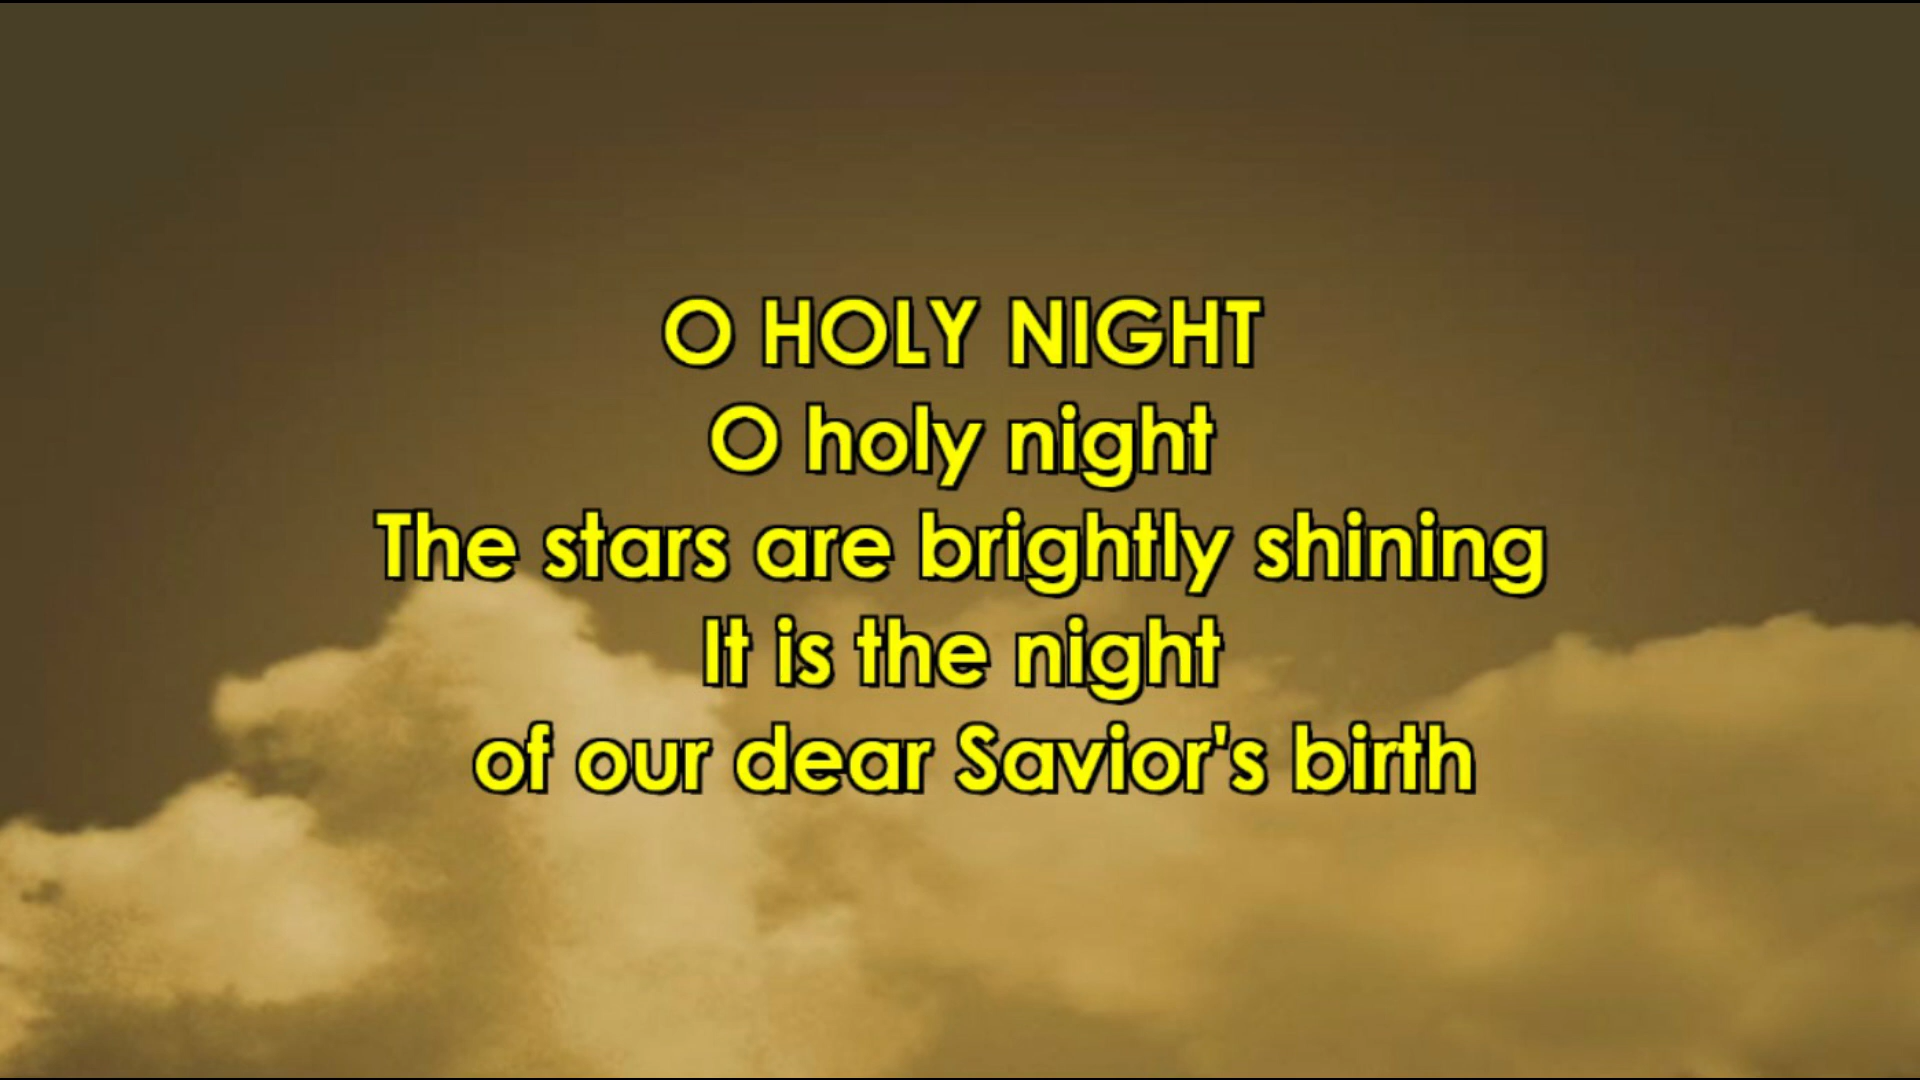 O HOLY NIGHT
O holy night
The stars are brightly shining
It is the night
of our dear Savior's birth